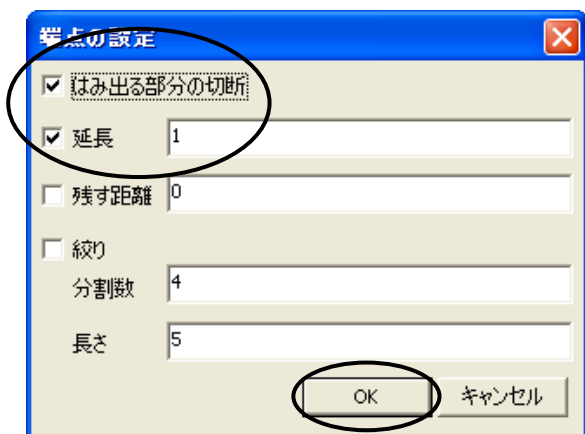 端点の設定
はみ出る部分の切断
延長 1
残す距離 0
絞り
分割数 4
長さ 5
OK キャンセル